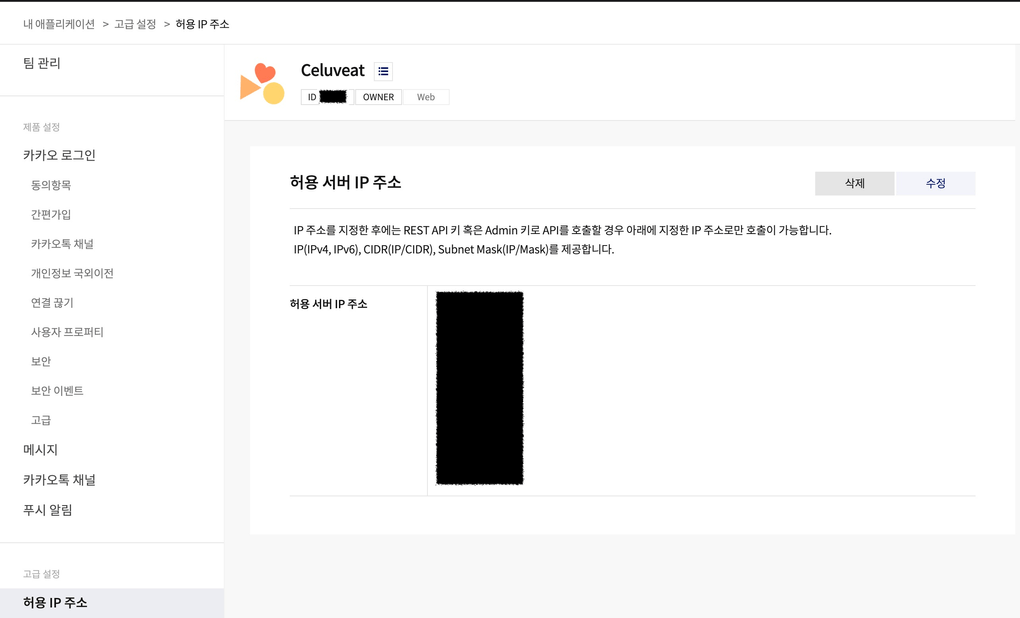 내 애플리케이션 > 고급 설정 > 허용 IP 주소
팀 관리
제품 설정
카카오 로그인
동의항목
간편가입
카카오톡 채널
개인정보 국외이전
연결 끊기
사용자 프로퍼티
보안
보안 이벤트
고급
메시지
카카오톡 채널
푸시 알림
고급 설정
허용 IP 주소
Celuveat
ID OWNER Web
허용 서버 IP 주소
삭제 수정
IP 주소를 지정한 후에는 REST API 키 혹은 Admin 키로 API를 호출할 경우 아래에 지정한 IP 주소로만 호출이 가능합니다.
IP(IPv4, IPv6), CIDR(IP/CIDR), Subnet Mask(IP/Mask)를 제공합니다.
허용 서버 IP 주소